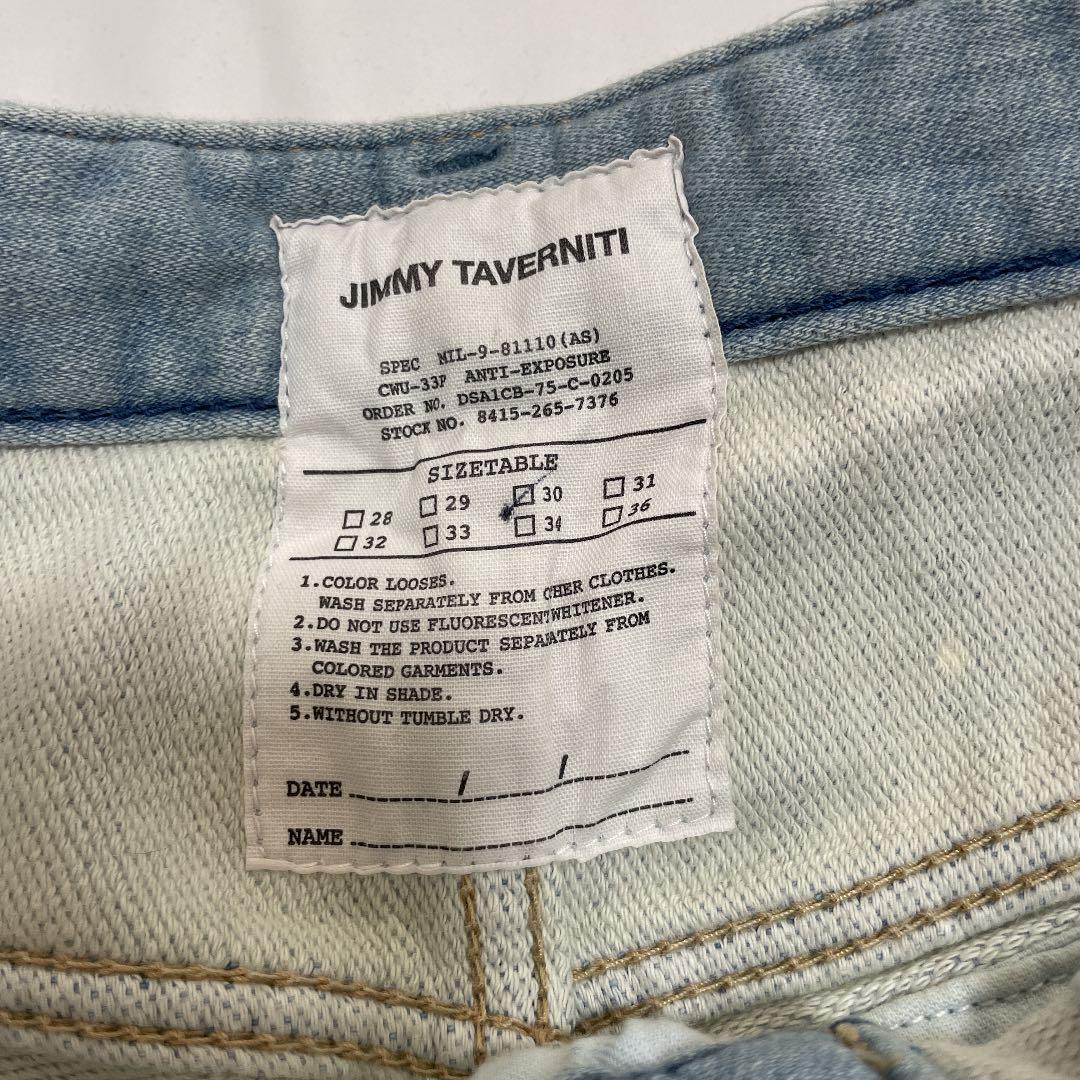 JIMMY TAVERNITI
SPEC MIL-9-81110(AS)
CWU-33P ANTI-EXPOSURE
ORDER NO. DSA1CB-75-C-0205
STOCK NO. 8415-265-7376
SIZETABLE
28 29 30 31
32 33 34 36
1.COLOR LOOSES.
WASH SEPARATELY FROM OHER CLOTHES.
2.DO NOT USE FLUORESCENT WHITENER.
3.WASH THE PRODUCT SEPARATELY FROM
COLORED GARMENTS.
4.DRY IN SHADE.
5.WITHOUT TUMBLE DRY.
DATE / /
NAME